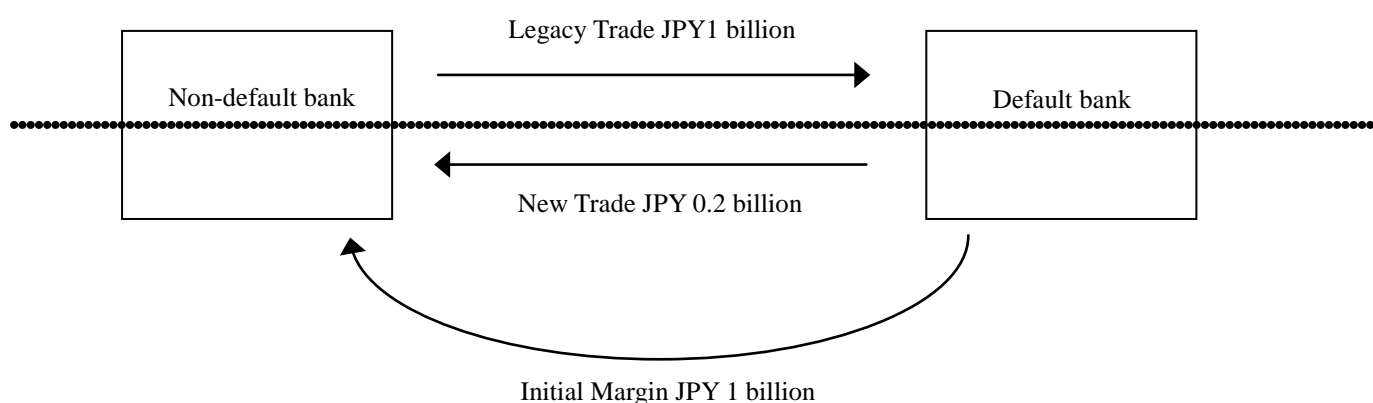 Legacy Trade JPY1 billion
Non-default bank
Default bank
New Trade JPY 0.2 billion
Initial Margin JPY 1 billion